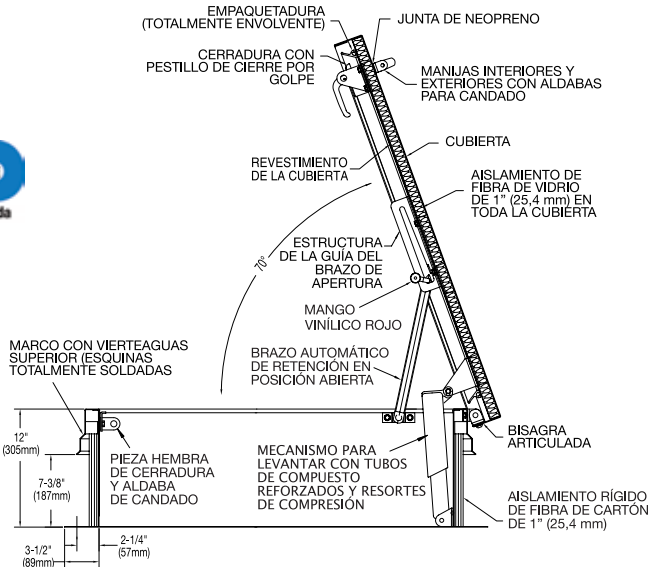 EMPAQUETADURA
(TOTALMENTE ENVOLVENTE)
JUNTA DE NEOPRENO
CERRADURA CON
PESTILLO DE CIERRE POR
GOLPE
MANIJAS INTERIORES Y
EXTERIORES CON ALDABAS
PARA CANDADO
CUBIERTA
REVESTIMIENTO
DE LA CUBIERTA
AISLAMIENTO DE
FIBRA DE VIDRIO
DE 1" (25,4 mm) EN
TODA LA CUBIERTA
ESTRUCTURA
DE LA GUÍA DEL
BRAZO DE
APERTURA
70°
MANGO
VINÍLICO ROJO
MARCO CON VIERTEAGUAS
SUPERIOR (ESQUINAS
TOTALMENTE SOLDADAS
BRAZO AUTOMÁTICO
DE RETENCIÓN EN
POSICIÓN ABIERTA
12"
(305mm)
7-3/8"
(187mm)
PIEZA HEMBRA
DE CERRADURA
Y ALDABA
DE CANDADO
MECANISMO PARA
LEVANTAR CON TUBOS
DE COMPUESTO
REFORZADOS Y RESORTES
DE COMPRESIÓN
BISAGRA
ARTICULADA
AISLAMIENTO RÍGIDO
DE FIBRA DE CARTÓN
DE 1" (25,4 mm)
2-1/4"
(57mm)
3-1/2"
(89mm)